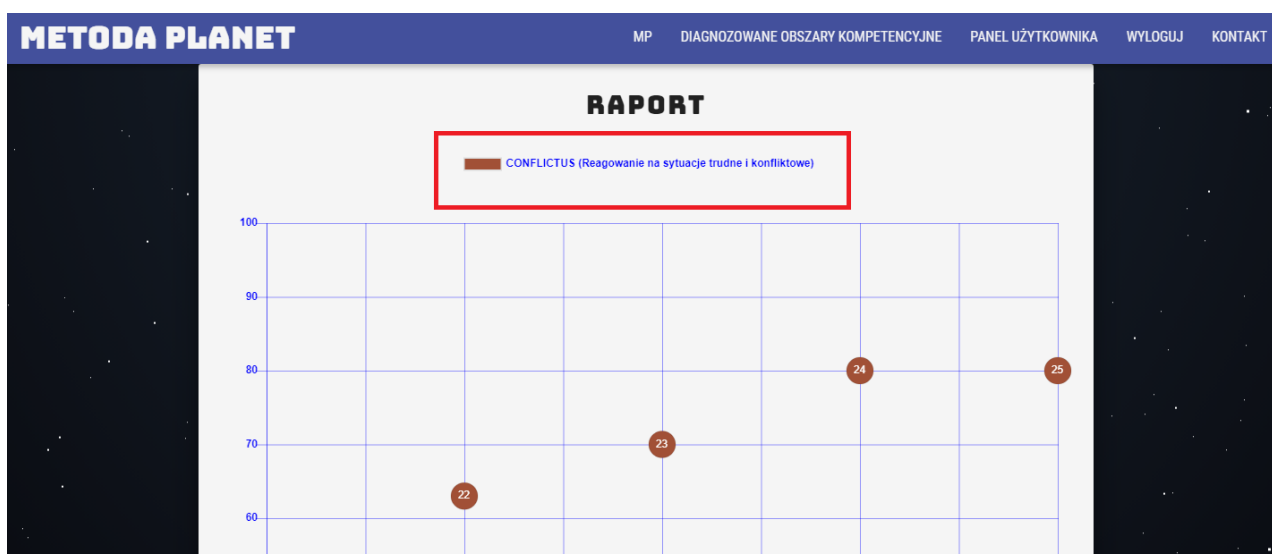 METODA PLANET
MP DIAGNOZOWANE OBSZARY KOMPETENCYJNE PANEL UŻYTKOWNIKA WYLOGUJ KONTAKT
RAPORT
CONFLICTUS (Reagowanie na sytuacje trudne i konfliktowe)
100
90
80
24 25
70
23
22
60